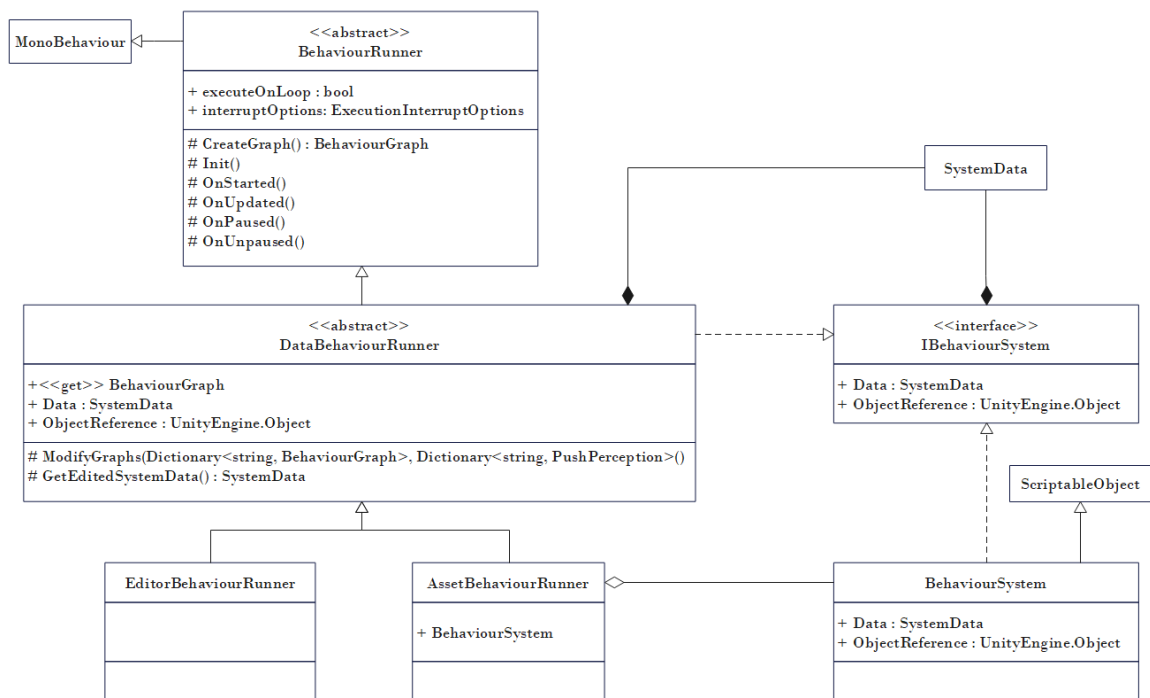 MonoBehaviour
<<abstract>>
BehaviourRunner
+ executeOnLoop : bool
+ interruptOptions: ExecutionInterruptOptions
# CreateGraph() : BehaviourGraph
# Init()
# OnStarted()
# OnUpdated()
# OnPaused()
# OnUnpaused()
SystemData
<<abstract>>
DataBehaviourRunner
+<<get>> BehaviourGraph
+ Data : SystemData
+ ObjectReference : UnityEngine.Object
# ModifyGraphs(Dictionary<string, BehaviourGraph>, Dictionary<string, PushPerception>()
# GetEditedSystemData() : SystemData
<<interface>>
IBehaviourSystem
+ Data : SystemData
+ ObjectReference : UnityEngine.Object
ScriptableObject
EditorBehaviourRunner
AssetBehaviourRunner
+ BehaviourSystem
BehaviourSystem
+ Data : SystemData
+ ObjectReference : UnityEngine.Object